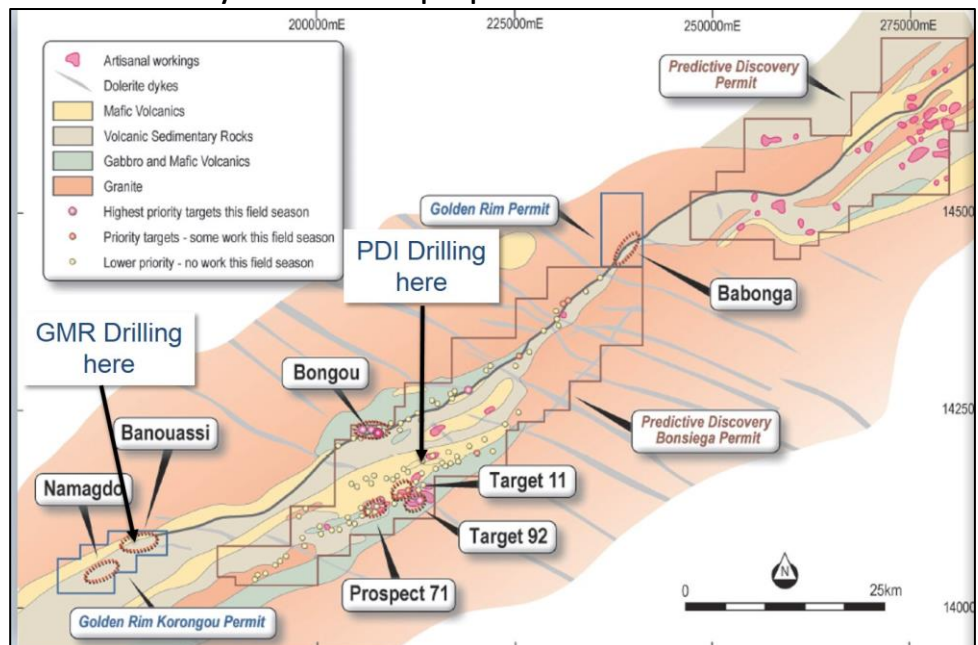 200000mE
225000mE
250000mE
275000mE
Artisanal workings
Dolerite dykes
Mafic Volcanics
Volcanic Sedimentary Rocks
Gabbro and Mafic Volcanics
Granite
Highest priority targets this field season
Priority targets - some work this field season
Lower priority - no work this field season
Predictive Discovery
Permit
Golden Rim Permit
14500
PDI Drilling
here
Babonga
GMR Drilling
here
Bongou
Banouassi
Predictive Discovery
Bonsiega Permit
14250
Namagdo
Target 11
Target 92
N
Prospect 71
0
25km
Golden Rim Korongou Permit
14000